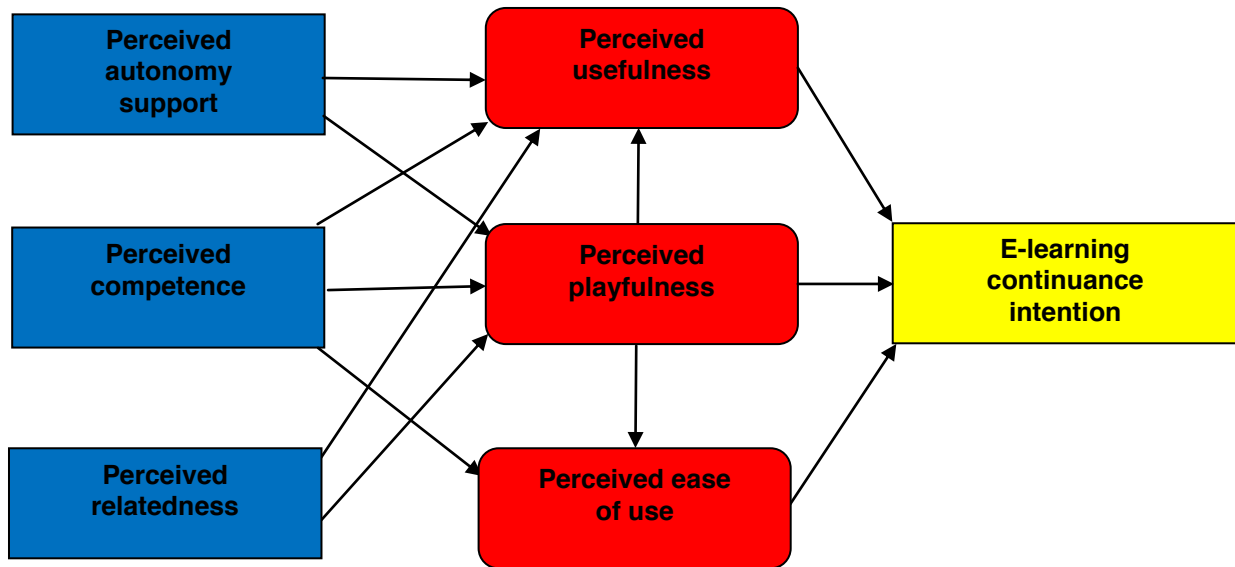 Perceived
autonomy
support
Perceived
usefulness
Perceived
competence
Perceived
playfulness
E-learning
continuance
intention
Perceived
relatedness
Perceived ease
of use